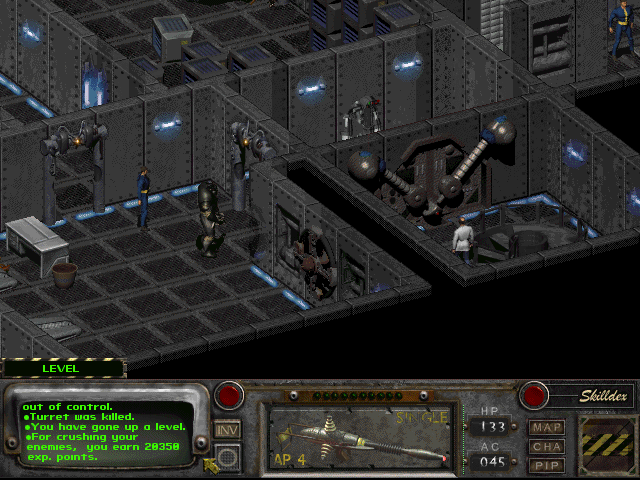 LEVEL
out of control.
•Turret was killed.
•You have gone up a level.
•For crushing your
enemies, you earn 20350
exp. points.
INV
SINGLE
AP 4
HP
133
AC
045
Skilldex
MAP
CHA
PIP